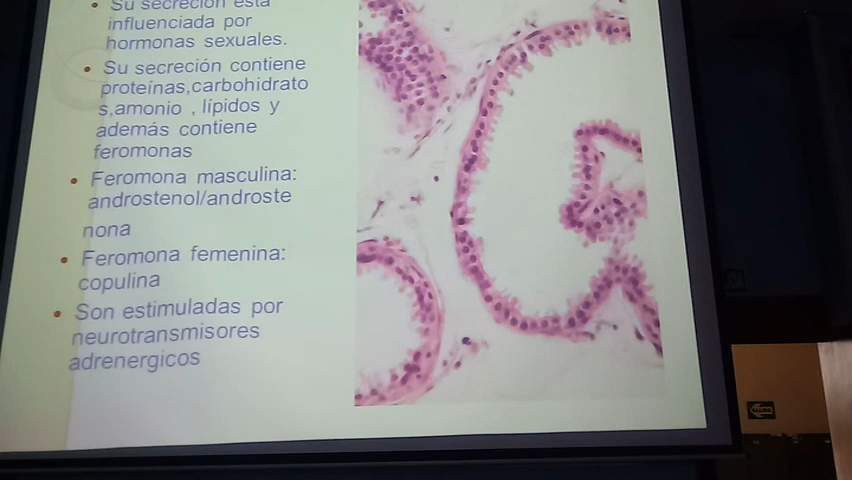 Su secreción está
influenciada por
hormonas sexuales.
Su secreción contiene
proteínas,carbohidrato
s,amonio , lípidos y
además contiene
feromonas
Feromona masculina:
androstenol/androste
nona
Feromona femenina:
copulina
Son estimuladas por
neurotransmisores
adrenergicos
SALIDA